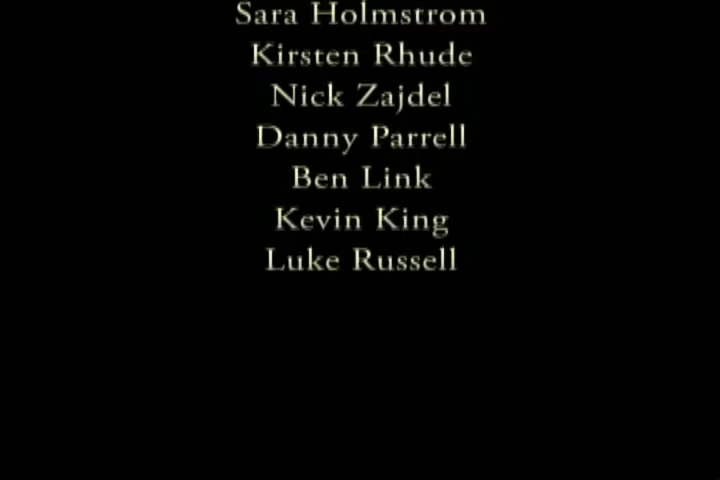 Sara Holmstrom
Kirsten Rhude
Nick Zajdel
Danny Parrell
Ben Link
Kevin King
Luke Russell